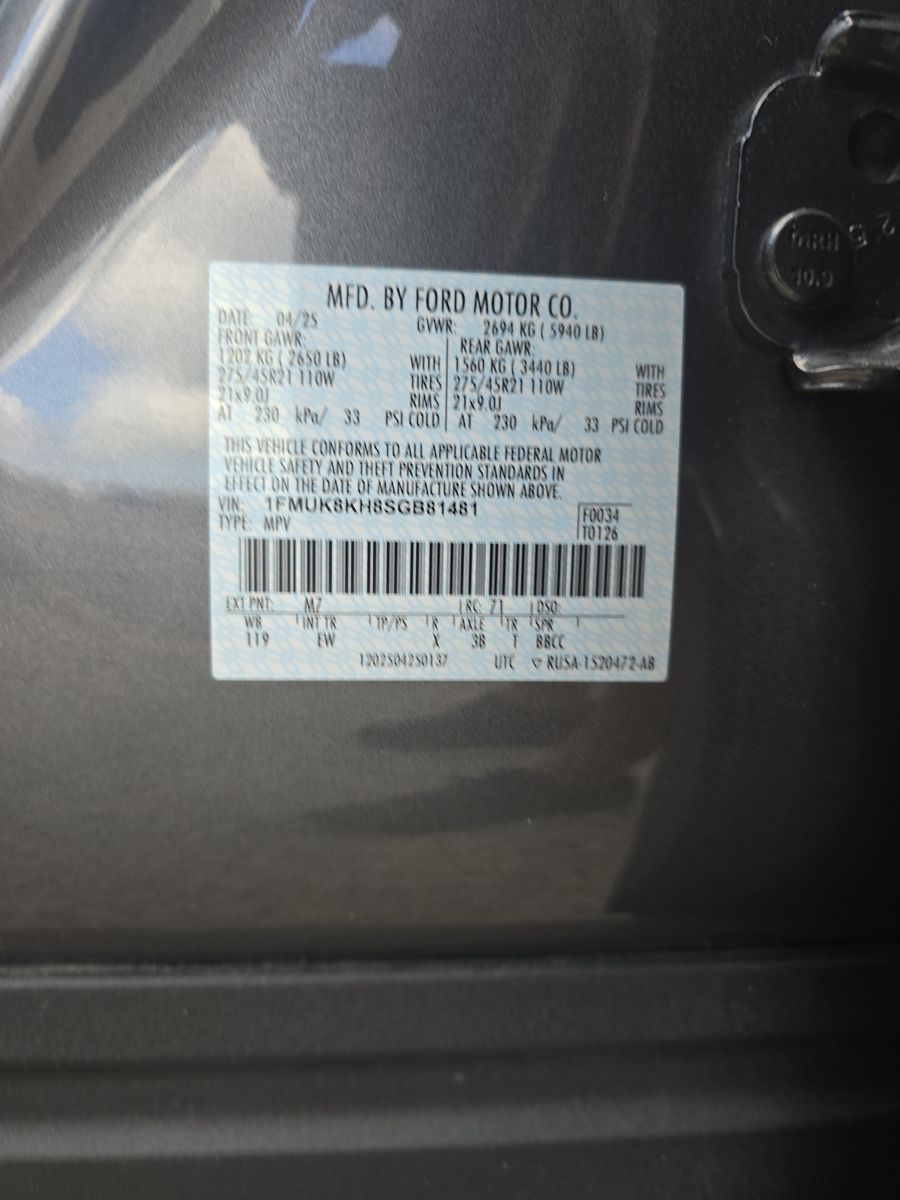 MFD. BY FORD MOTOR CO.
DATE: 04/25 GVWR: 2694 KG ( 5940 LB)
FRONT GAWR: REAR GAWR:
1202 KG ( 2650 LB) WITH 1560 KG ( 3440 LB) WITH
275/45R21 110W TIRES 275/45R21 110W TIRES
21x9.0J RIMS 21x9.0J RIMS
AT 230 kPa/ 33 PSI COLD AT 230 kPa/ 33 PSI COLD
THIS VEHICLE CONFORMS TO ALL APPLICABLE FEDERAL MOTOR
VEHICLE SAFETY AND THEFT PREVENTION STANDARDS IN
EFFECT ON THE DATE OF MANUFACTURE SHOWN ABOVE.
VIN: 1FMUK8KH8SGB81481 F0034
TYPE: MPV T0126
EXT PNT: M7 RC: 71 DSO:
WB INT TR TP/PS R AXLE TR SPR
119 EW X 3B T BBCC
1202504250137 UTC ▽ RU5A-1520472-AB
10.9